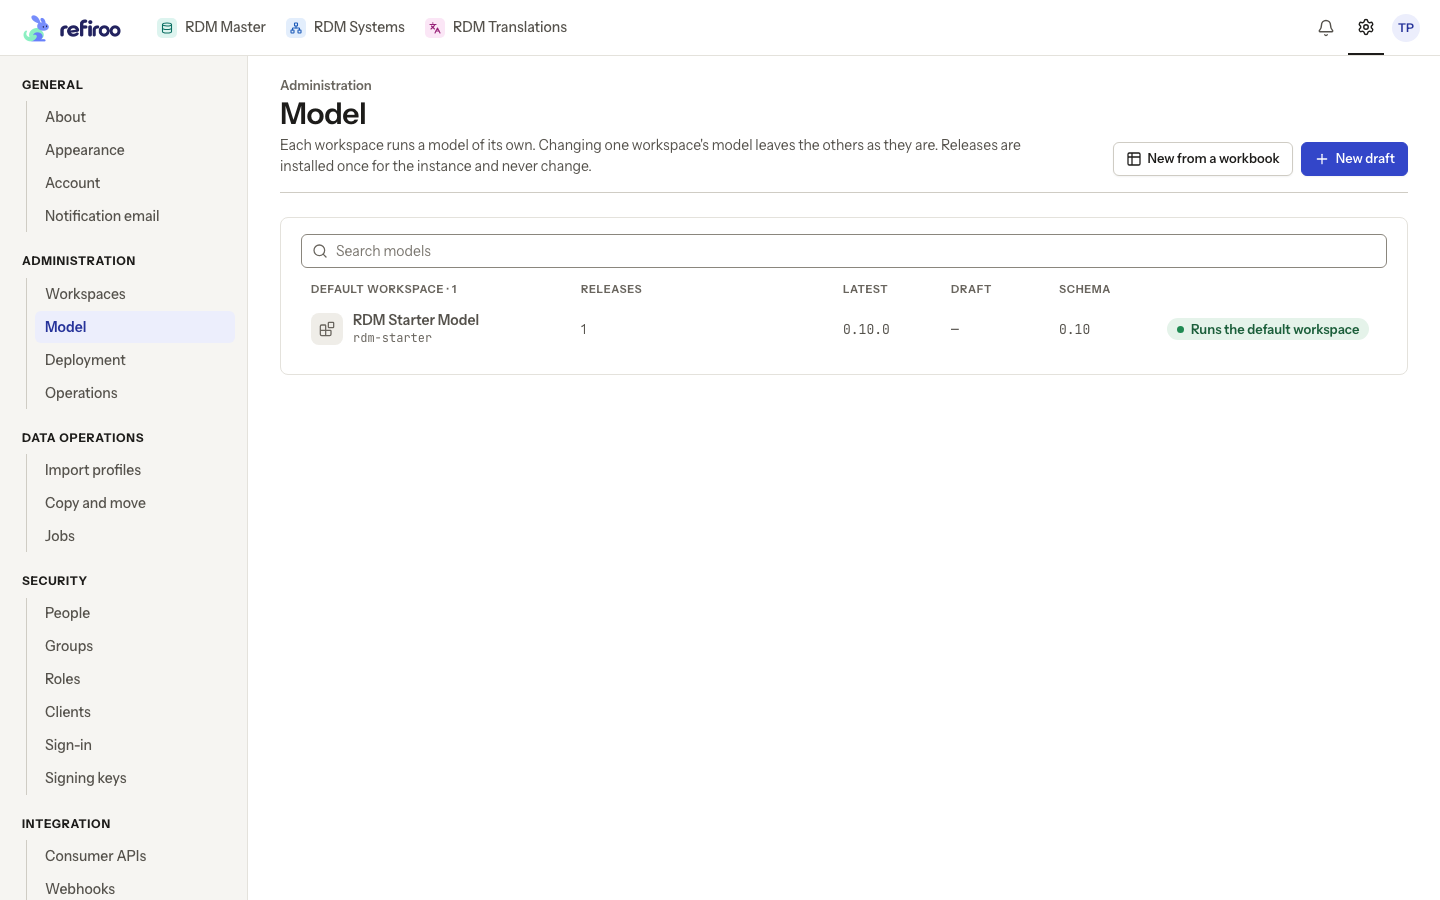 refiroo
RDM Master
RDM Systems
RDM Translations
TP
GENERAL
About
Appearance
Account
Notification email
ADMINISTRATION
Workspaces
Model
Deployment
Operations
DATA OPERATIONS
Import profiles
Copy and move
Jobs
SECURITY
People
Groups
Roles
Clients
Sign-in
Signing keys
INTEGRATION
Consumer APIs
Webhooks
Administration
Model
Each workspace runs a model of its own. Changing one workspace's model leaves the others as they are. Releases are
installed once for the instance and never change.
New from a workbook
New draft
Search models
DEFAULT WORKSPACE · 1 RELEASES LATEST DRAFT SCHEMA
RDM Starter Model
rdm-starter
1 0.10.0 — 0.10 Runs the default workspace